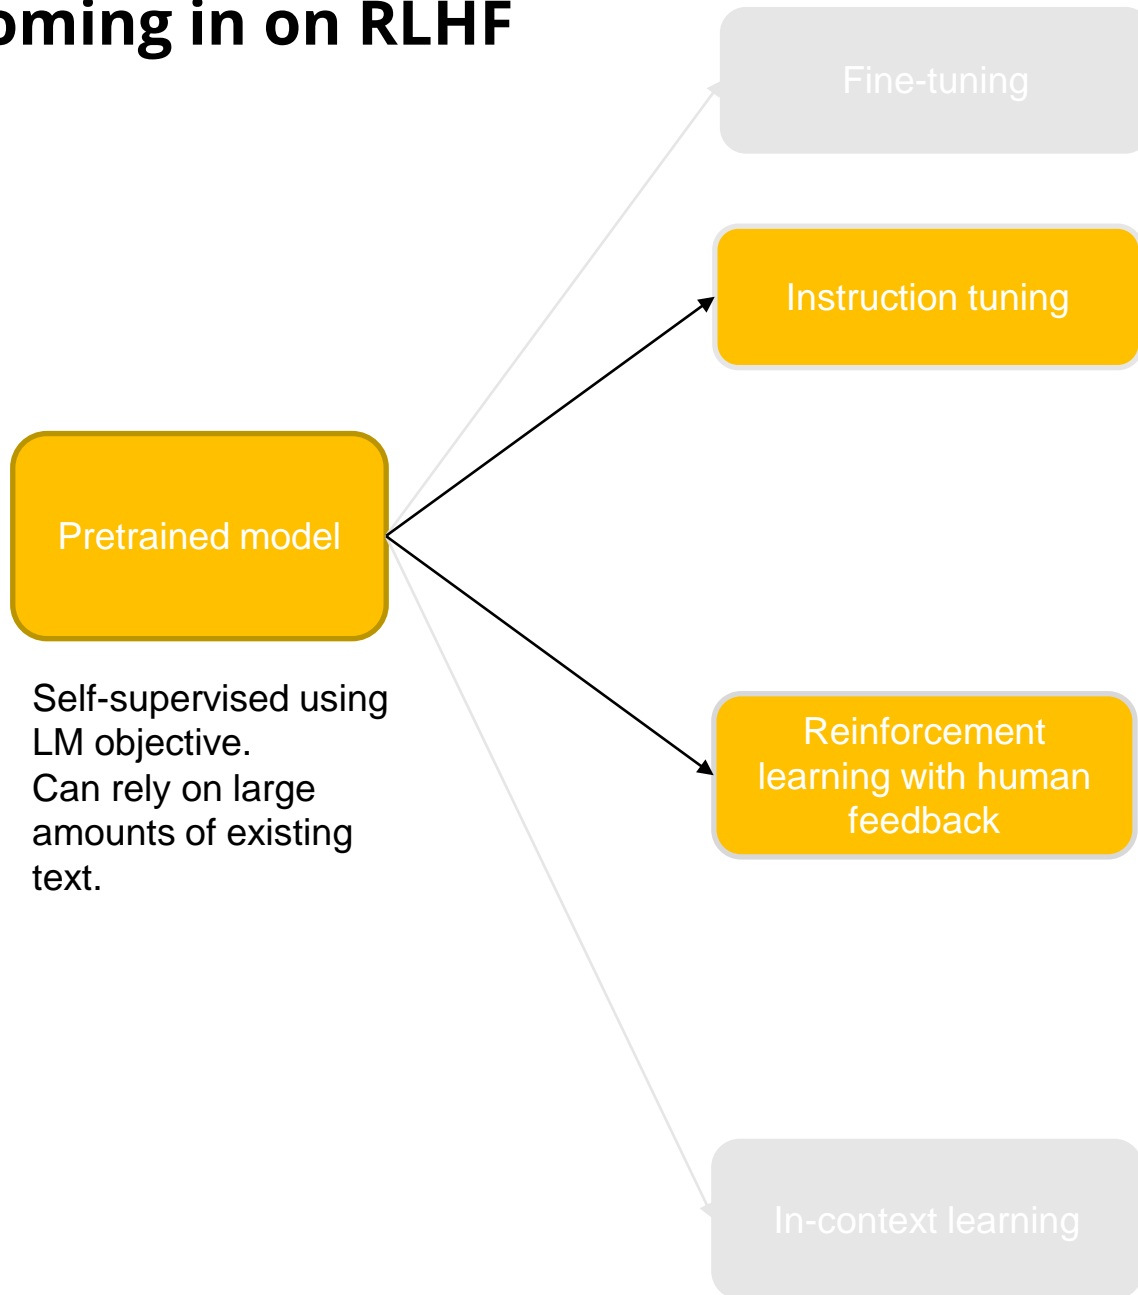 oming in on RLHF
Fine-tuning
Instruction tuning
Pretrained model
Self-supervised using
LM objective.
Can rely on large
amounts of existing
text.
Reinforcement
learning with human
feedback
In-context learning